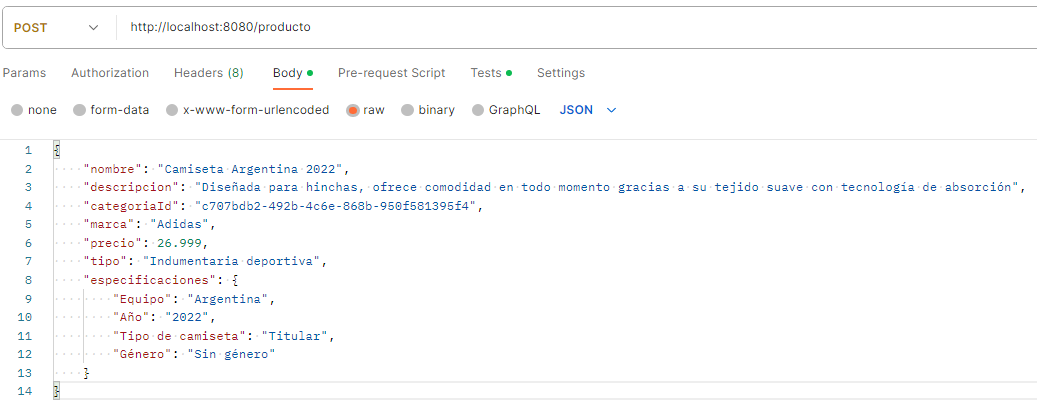 POST http://localhost:8080/producto
Params Authorization Headers (8) Body Pre-request Script Tests Settings
none form-data x-www-form-urlencoded raw binary GraphQL JSON
1 {
2 "nombre": "Camiseta Argentina 2022",
3 "descripcion": "Diseñada para hinchas, ofrece comodidad en todo momento gracias a su tejido suave con tecnología de absorción",
4 "categoriaId": "c707bdb2-492b-4c6e-868b-950f581395f4",
5 "marca": "Adidas",
6 "precio": 26.999,
7 "tipo": "Indumentaria deportiva",
8 "especificaciones": {
9 "Equipo": "Argentina",
10 "Año": "2022",
11 "Tipo de camiseta": "Titular",
12 "Género": "Sin género"
13 }
14 }